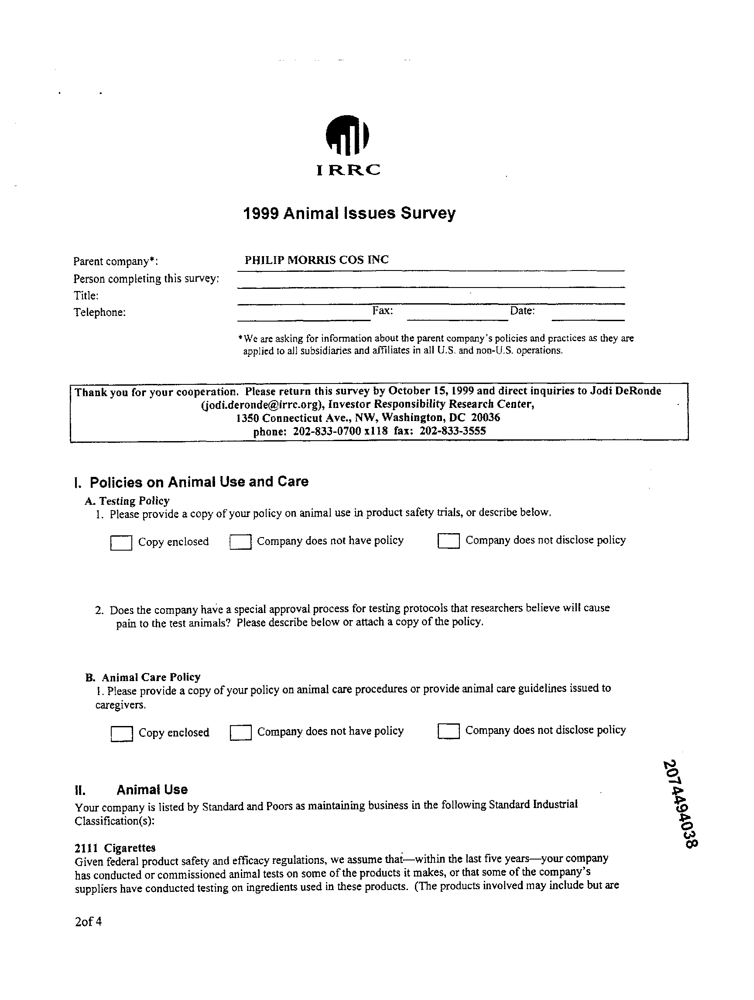 IRRC
1999 Animal Issues Survey
Parent company*: PHILIP MORRIS COS INC
Person completing this survey:
Title:
Telephone: Fax: Date:
*We are asking for information about the parent company's policies and practices as they are
applied to all subsidiaries and affiliates in all U.S. and non-U.S. operations.
Thank you for your cooperation. Please return this survey by October 15, 1999 and direct inquiries to Jodi DeRonde
(jodi.deronde@irrc.org), Investor Responsibility Research Center,
1350 Connecticut Ave., NW, Washington, DC 20036
phone: 202-833-0700 x118 fax: 202-833-3555
I. Policies on Animal Use and Care
A. Testing Policy
1. Please provide a copy of your policy on animal use in product safety trials, or describe below.
Copy enclosed Company does not have policy Company does not disclose policy
2. Does the company have a special approval process for testing protocols that researchers believe will cause
pain to the test animals? Please describe below or attach a copy of the policy.
B. Animal Care Policy
1. Please provide a copy of your policy on animal care procedures or provide animal care guidelines issued to
caregivers.
Copy enclosed Company does not have policy Company does not disclose policy
II. Animal Use
Your company is listed by Standard and Poors as maintaining business in the following Standard Industrial
Classification(s):
2111 Cigarettes
Given federal product safety and efficacy regulations, we assume that—within the last five years—your company
has conducted or commissioned animal tests on some of the products it makes, or that some of the company's
suppliers have conducted testing on ingredients used in these products. (The products involved may include but are
2of 4
2074494038